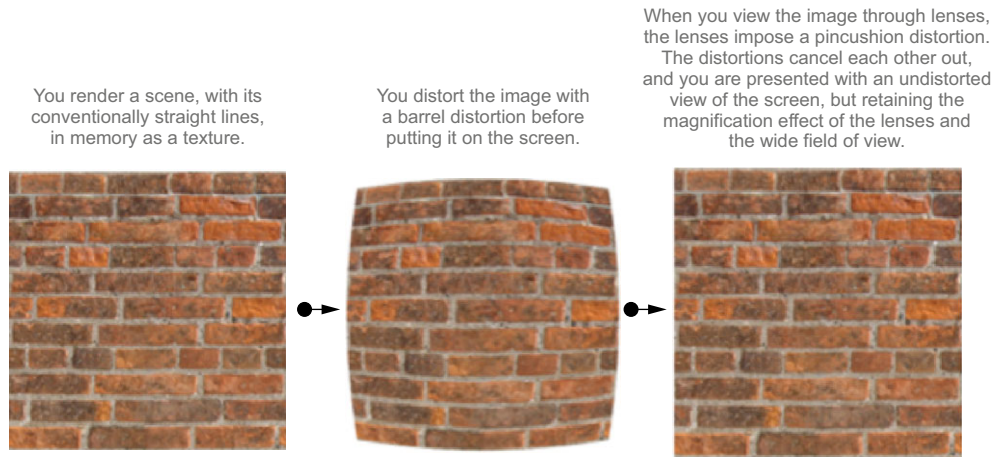 You render a scene, with its
conventionally straight lines,
in memory as a texture.
You distort the image with
a barrel distortion before
putting it on the screen.
When you view the image through lenses,
the lenses impose a pincushion distortion.
The distortions cancel each other out,
and you are presented with an undistorted
view of the screen, but retaining the
magnification effect of the lenses and
the wide field of view.